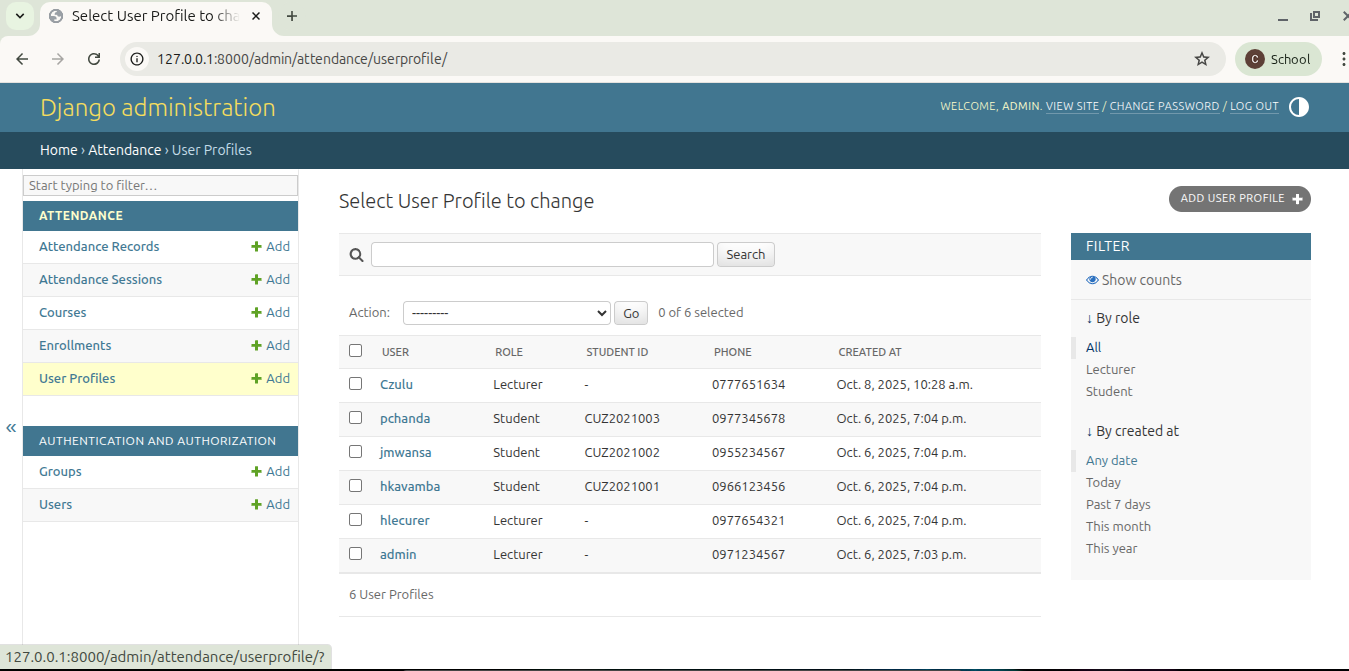 Select User Profile to cha
127.0.0.1:8000/admin/attendance/userprofile/
C School
Django administration
WELCOME, ADMIN. VIEW SITE / CHANGE PASSWORD / LOG OUT
Home › Attendance › User Profiles
Start typing to filter…
ATTENDANCE
Attendance Records + Add
Attendance Sessions + Add
Courses + Add
Enrollments + Add
User Profiles + Add
«
AUTHENTICATION AND AUTHORIZATION
Groups + Add
Users + Add
Select User Profile to change
ADD USER PROFILE +
Search
Action: --------- Go 0 of 6 selected
USER ROLE STUDENT ID PHONE CREATED AT
Czulu Lecturer - 0777651634 Oct. 8, 2025, 10:28 a.m.
pchanda Student CUZ2021003 0977345678 Oct. 6, 2025, 7:04 p.m.
jmwansa Student CUZ2021002 0955234567 Oct. 6, 2025, 7:04 p.m.
hkavamba Student CUZ2021001 0966123456 Oct. 6, 2025, 7:04 p.m.
hlecurer Lecturer - 0977654321 Oct. 6, 2025, 7:04 p.m.
admin Lecturer - 0971234567 Oct. 6, 2025, 7:03 p.m.
6 User Profiles
FILTER
Show counts
↓ By role
All
Lecturer
Student
↓ By created at
Any date
Today
Past 7 days
This month
This year
127.0.0.1:8000/admin/attendance/userprofile/?